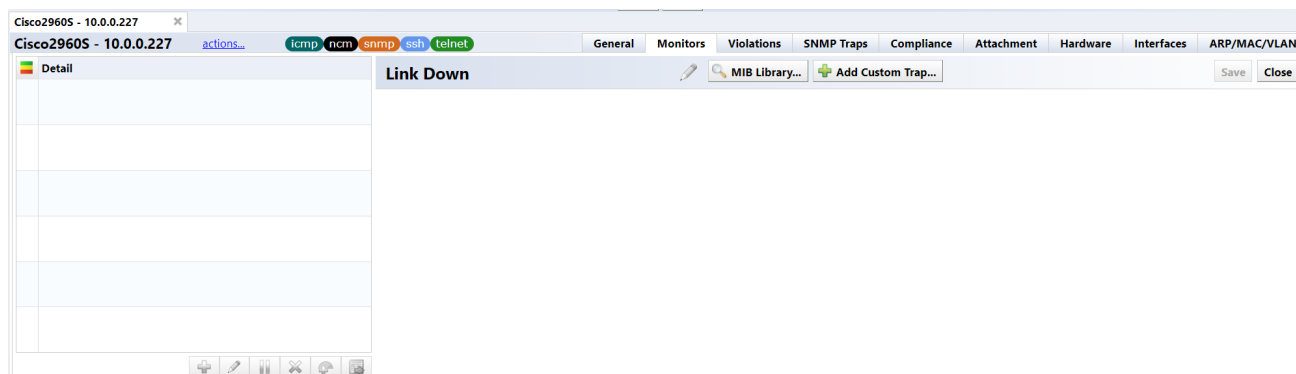 Cisco2960S - 10.0.0.227
Cisco2960S - 10.0.0.227 actions... icmp ncm snmp ssh telnet General Monitors Violations SNMP Traps Compliance Attachment Hardware Interfaces ARP/MAC/VLAN
Detail
Link Down MIB Library... Add Custom Trap... Save Close